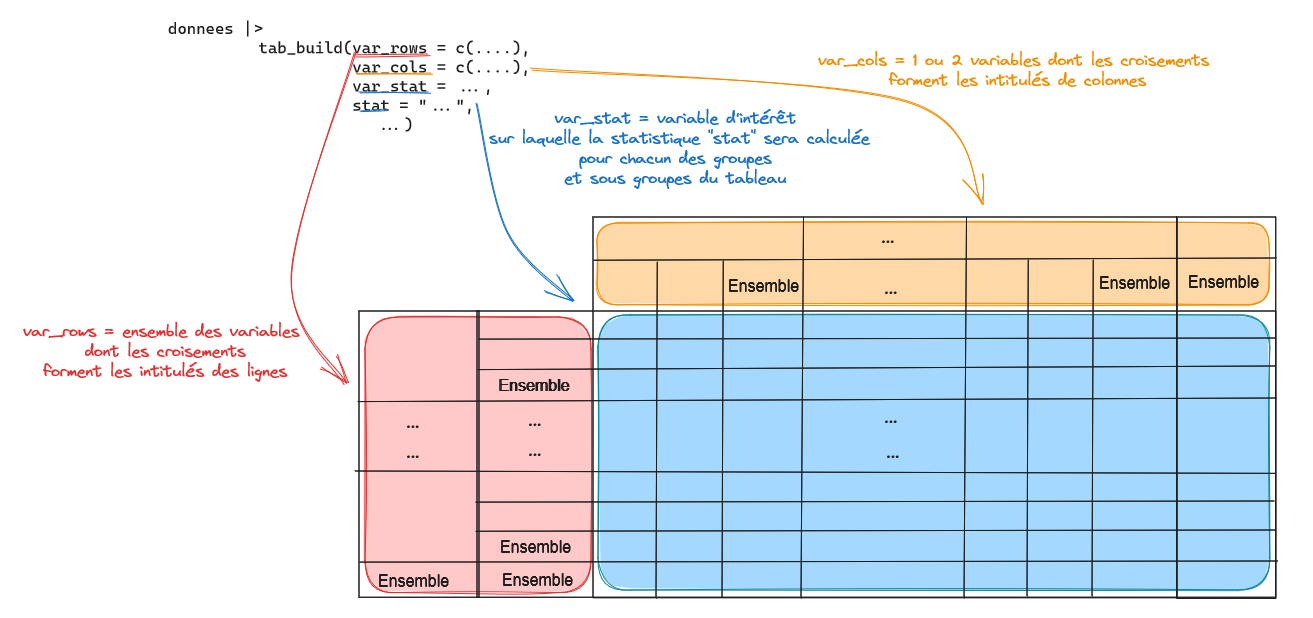 donnees |>
tab_build(var_rows = c(....),
var_cols = c(....),
var_stat = ...,
stat = "...",
...)
var_cols = 1 ou 2 variables dont les croisements
forment les intitulés de colonnes
var_stat = variable d'intérêt
sur laquelle la statistique "stat" sera calculée
pour chacun des groupes
et sous groupes du tableau
var_rows = ensemble des variables
dont les croisements
forment les intitulés des lignes
...
Ensemble ... Ensemble Ensemble
Ensemble
... ... ...
... ... ...
Ensemble
Ensemble Ensemble